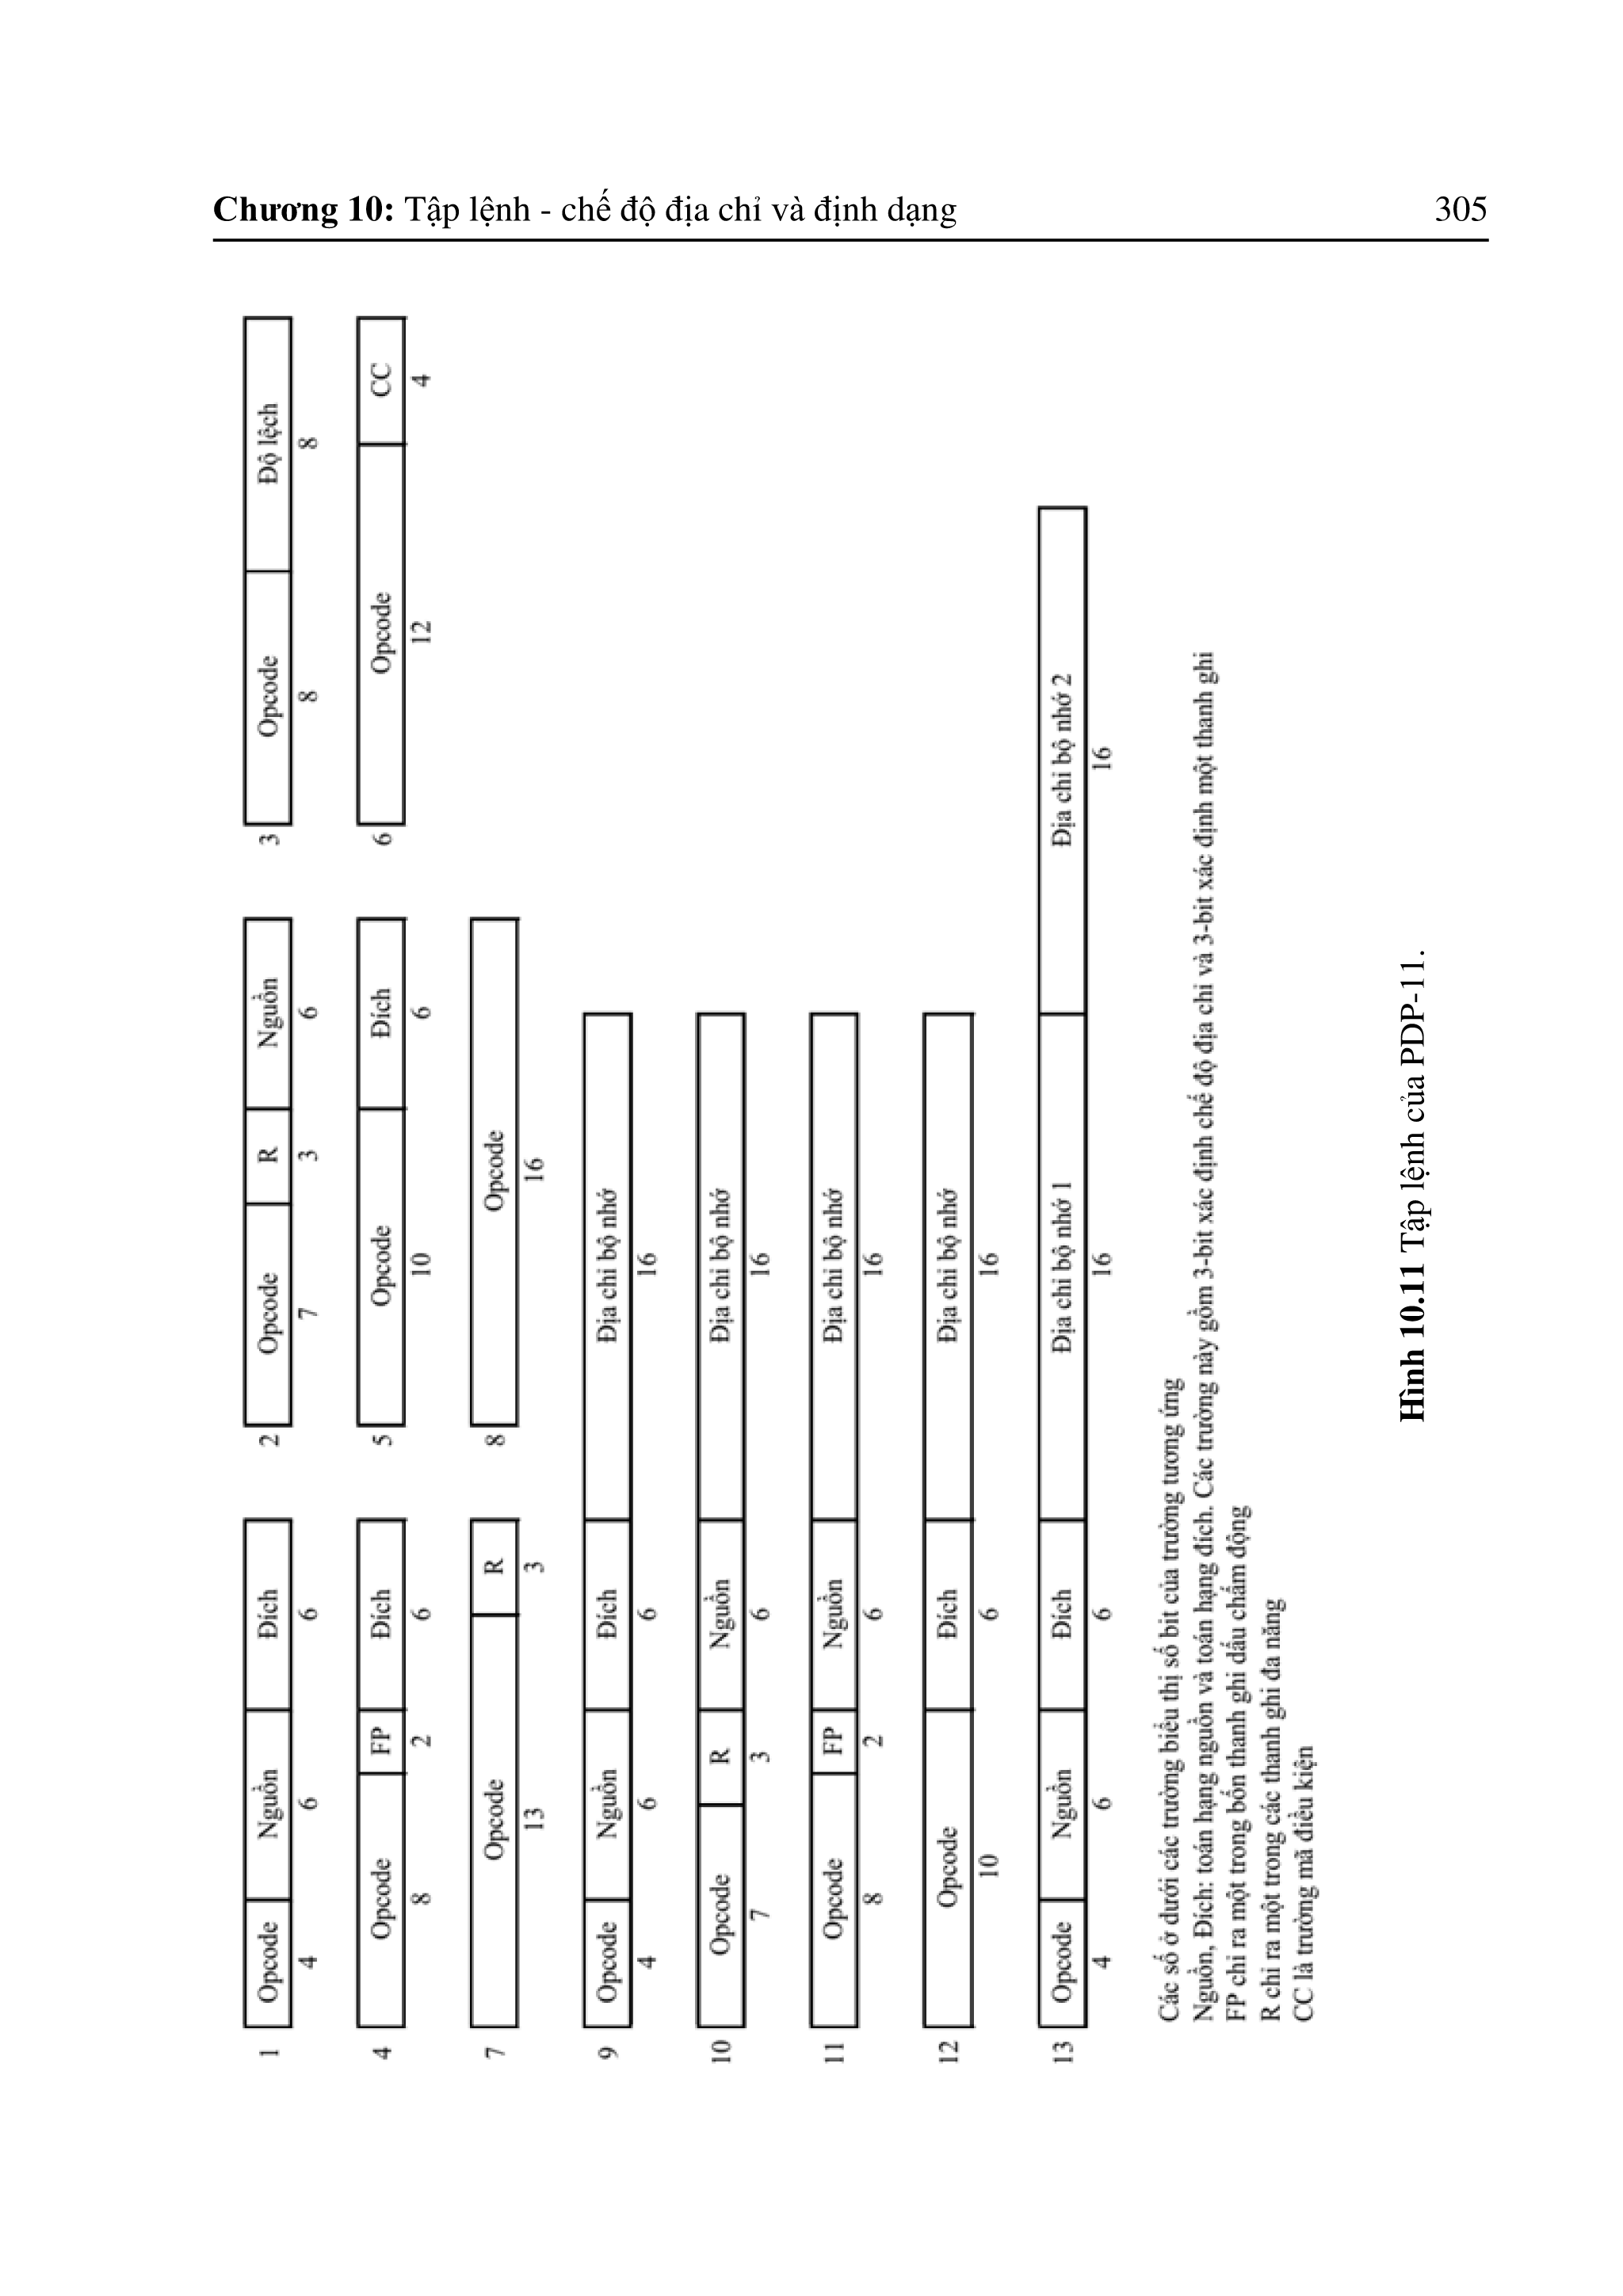 Chương 10: Tập lệnh - chế độ địa chỉ và định dạng 305
1 Opcode Nguồn Đích 2 Opcode R Nguồn 3 Opcode Độ lệch
4 6 6 7 3 6 8 8
4 Opcode FP Đích 5 Opcode Đích 6 Opcode CC
8 2 6 10 6 12 4
7 Opcode R 8 Opcode
13 3 16
9 Opcode Nguồn Đích Địa chỉ bộ nhớ
4 6 6 16
10 Opcode R Nguồn Địa chỉ bộ nhớ
7 3 6 16
11 Opcode FP Nguồn Địa chỉ bộ nhớ
8 2 6 16
12 Opcode Đích Địa chỉ bộ nhớ
10 6 16
13 Opcode Nguồn Đích Địa chỉ bộ nhớ 1 Địa chỉ bộ nhớ 2
4 6 6 16 16
Các số ở dưới các trường biểu thị số bit của trường tương ứng
Nguồn, Đích: toán hạng nguồn và toán hạng đích. Các trường này gồm 3-bit xác định chế độ địa chỉ và 3-bit xác định một thanh ghi
FP chỉ ra một trong bốn thanh ghi dấu chấm động
R chỉ ra một trong các thanh ghi đa năng
CC là trường mã điều kiện
Hình 10.11 Tập lệnh của PDP-11.